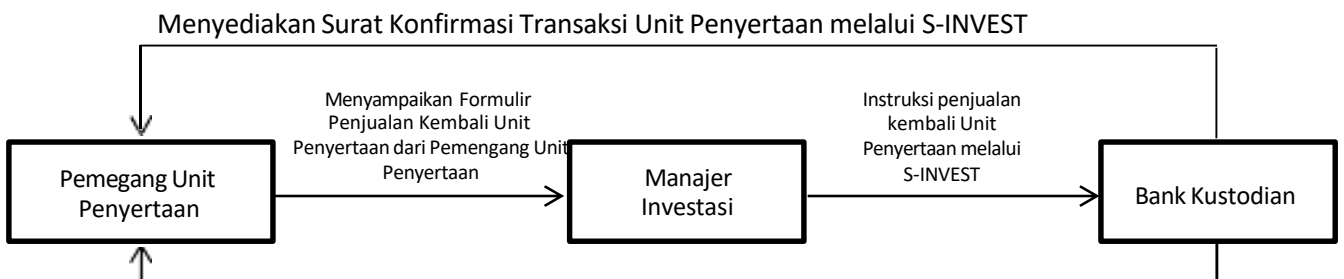 Menyediakan Surat Konfirmasi Transaksi Unit Penyertaan melalui S-INVEST
Menyampaikan Formulir
Penjualan Kembali Unit
Penyertaan dari Pemengang Unit
Penyertaan
Instruksi penjualan
kembali Unit
Penyertaan melalui
S-INVEST
Pemegang Unit
Penyertaan
Manajer
Investasi
Bank Kustodian